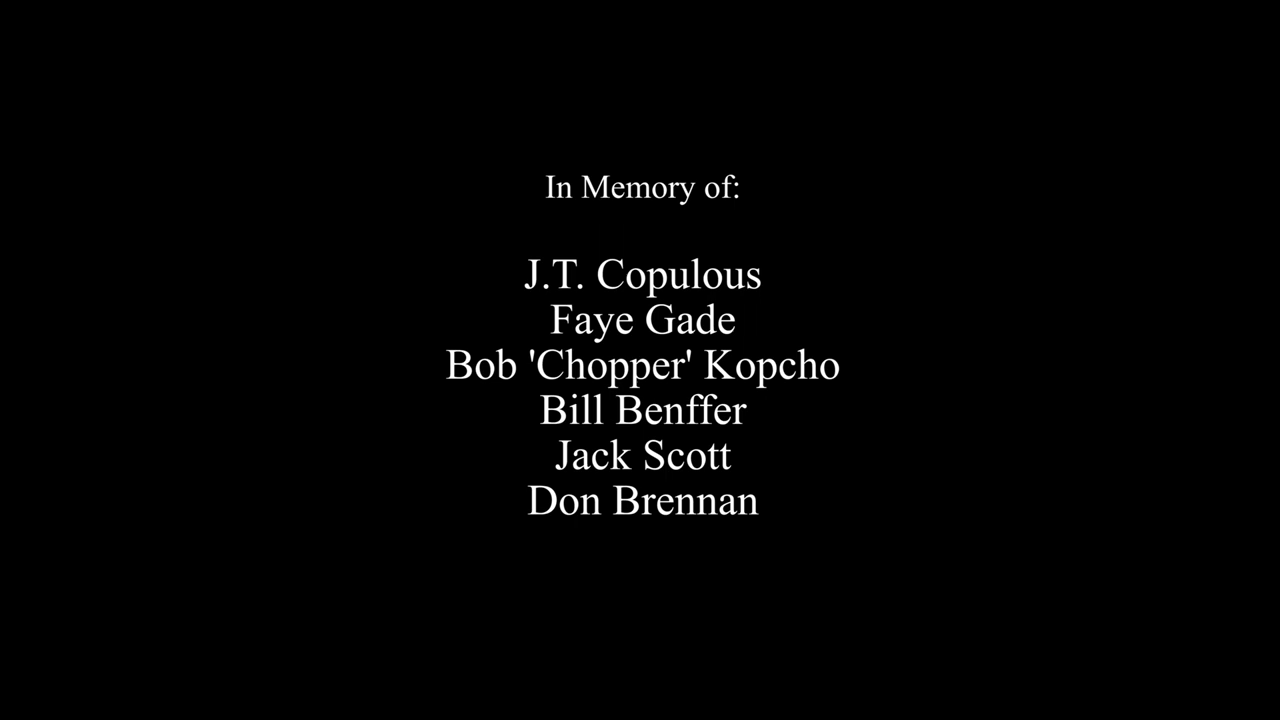 In Memory of:
J.T. Copulous
Faye Gade
Bob 'Chopper' Kopcho
Bill Benffer
Jack Scott
Don Brennan